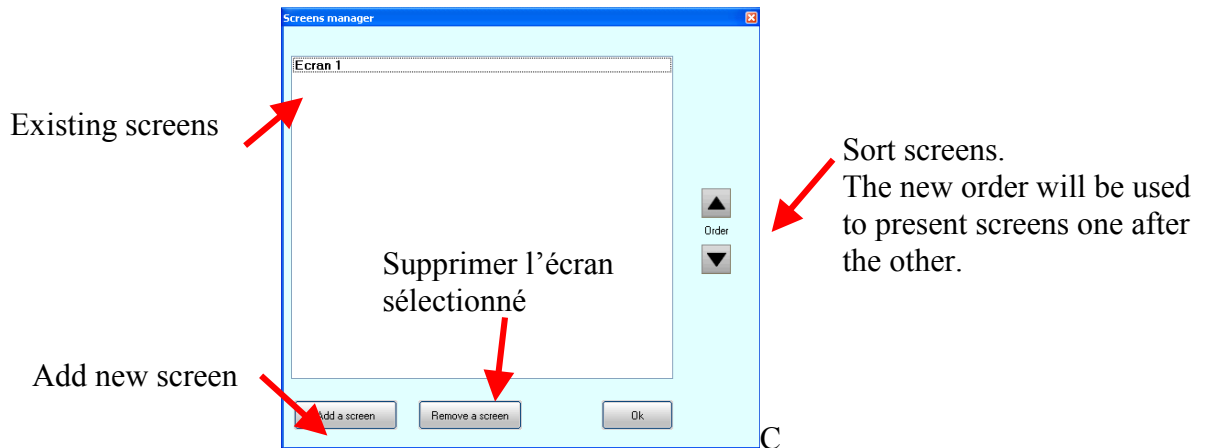 Screens manager
Ecran 1
Existing screens
Sort screens.
The new order will be used
to present screens one after
the other.
Order
Supprimer l’écran
sélectionné
Add new screen
Add a screen
Remove a screen
Ok
C